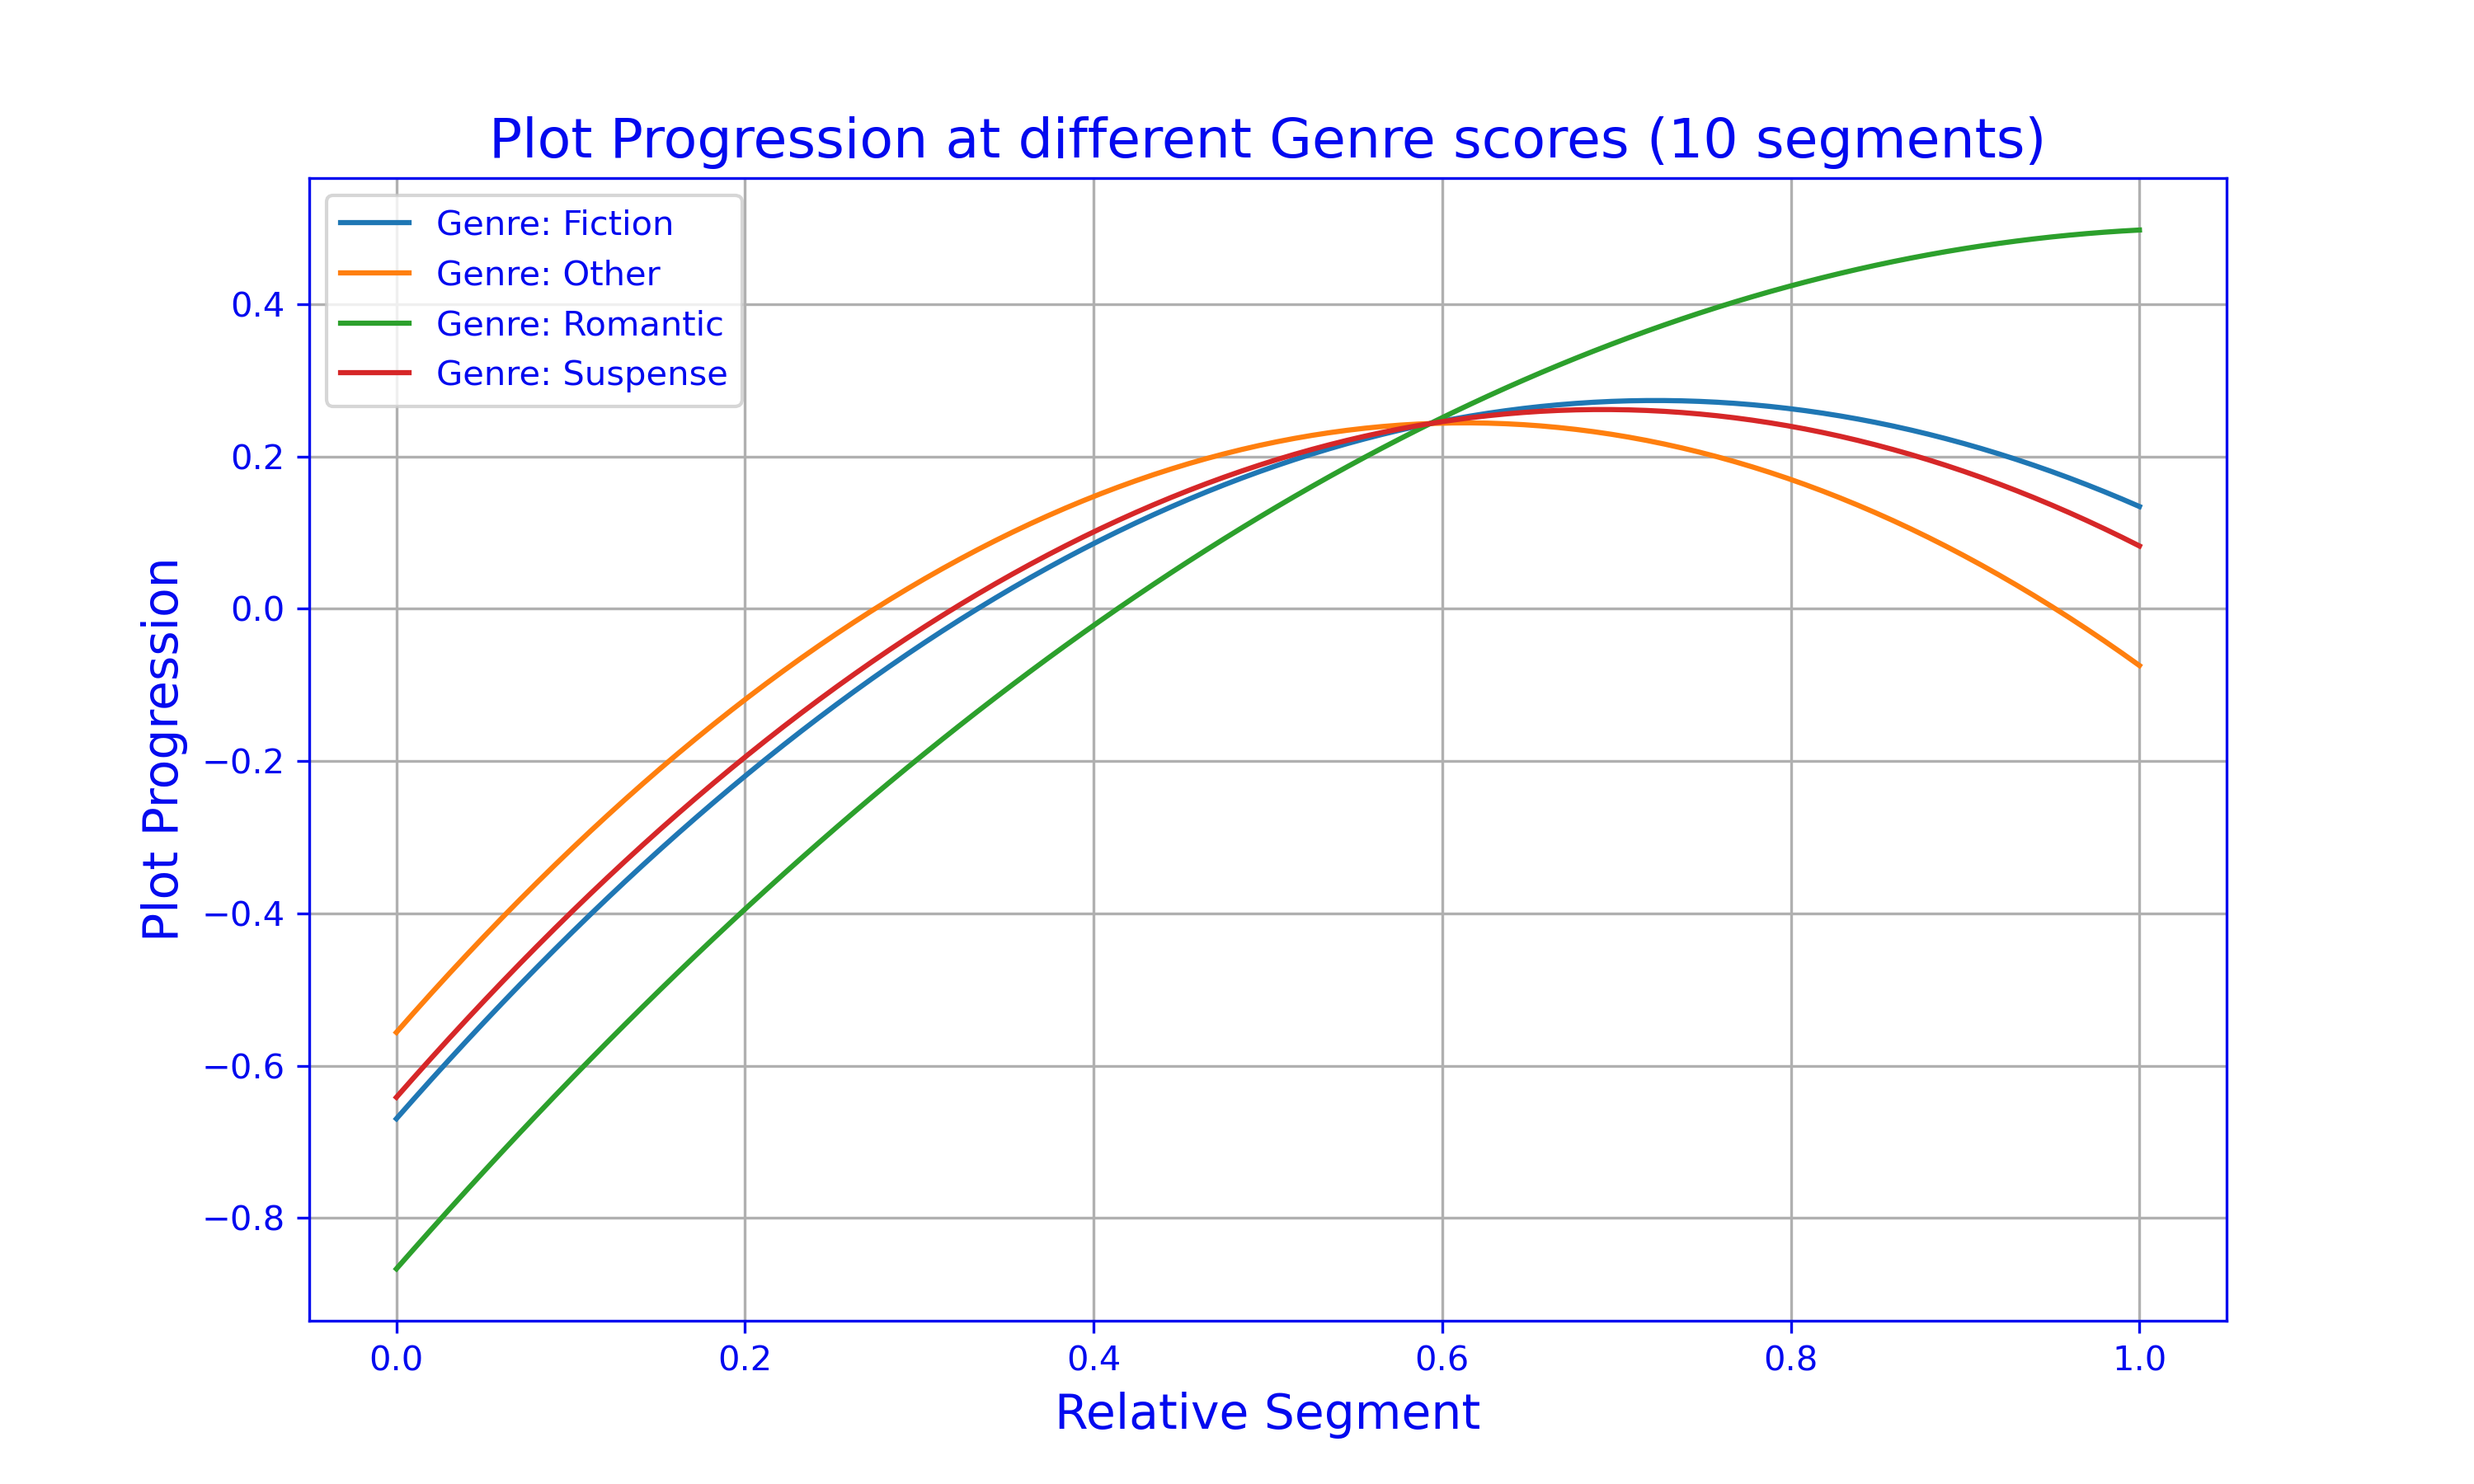 Plot Progression at different Genre scores (10 segments)
Genre: Fiction
Genre: Other
Genre: Romantic
Genre: Suspense
Plot Progression
0.4
0.2
0.0
−0.2
−0.4
−0.6
−0.8
0.0 0.2 0.4 0.6 0.8 1.0
Relative Segment